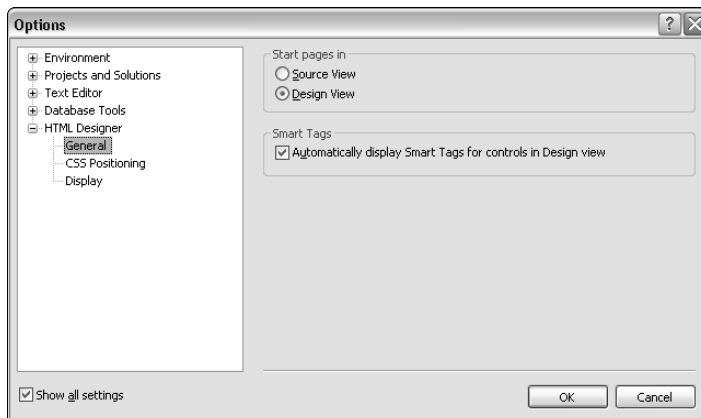 Options
Environment
Projects and Solutions
Text Editor
Database Tools
HTML Designer
General
CSS Positioning
Display
Start pages in
Source View
Design View
Smart Tags
Automatically display Smart Tags for controls in Design view
Show all settings
OK
Cancel